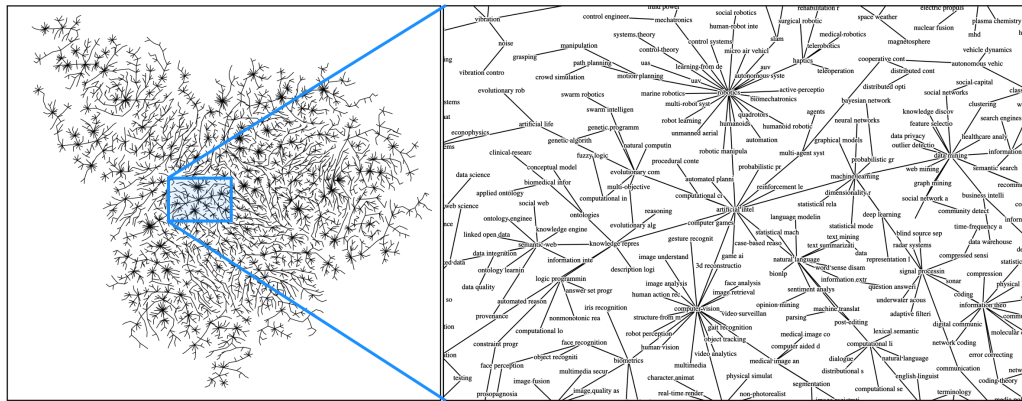 vibration
control engineer
mechatronics
social robotics
rehabilitation r
surgical robotic
electric propuls
plasma chemistry
space weather
nuclear fusion
mhd
human-robot inte
medical-robotics
magnetosphere
systems theory
control systems
slam
telerobotics
vehicle dynamics
noise
manipulation
control-theory
micro air vehicl
haptics
autonomous vehic
grasping
path planning
uas
learning-from de
auv
cooperative cont
vibration contro
crowd simulation
motion-planning
autonomous-syste
teleoperation
distributed cont
social-capital
uav
evolutionary rob
swarm robotics
marine robotics
robotics
active-perceptio
distributed opti
social networks
clustering
multi-robot syst
biomechatronics
bayesian network
knowledge discov
search engines
swarm intelligen
robot learning
quadrotors
agents
neural networks
feature selectio
artificial life
genetic programm
unmanned aerial
humanoids
humanoid robotic
data privacy
healthcare analy
econophysics
genetic-algorith
automation
graphical models
outlier detectio
information
natural computin
robotic manipula
multi-agent syst
data mining
clinical-researc
fuzzy logic
procedural conte
probabilistic pr
probabilistic gr
web mining
semantic search
data science
conceptual model
evolutionary com
automated planni
machine learning
graph mining
biomedical infor
multi-objective
reinforcement le
dimensionality r
business intelli
applied ontology
computational in
computational ci
statistical rela
social network a
web science
social web
artificial intel
deep learning
community detect
ontology-enginee
ontologies
reasoning
computer games
language modelin
time-frequency a
linked open data
knowledge engine
evolutionary alg
statistical mach
statistical mode
blind source sep
data warehouse
semantic-web
knowledge repres
gesture recognit
case-based reaso
text mining
radar systems
data integration
information inte
game ai
text summarizati
data
compressed sensi
image understand
natural language
representation l
ontology learnin
description logi
3d reconstructio
word sense disam
signal processin
compression
logic programmin
bionlp
information extr
sonar
data quality
answer set progr
image analysis
face analysis
sentiment analys
question answeri
human action rec
image retrieval
underwater acous
coding
automated reason
iris recognition
opinion-mining
information theo
provenance
nonmonotonic rea
structure-from m
computer-vision
video-surveillan
machine translat
adaptive filteri
computational lo
robot perception
gait recognition
parsing
post-editing
digital communic
constraint progr
face recognition
human-vision
object tracking
medical image co
lexical semantic
network coding
object recogniti
computer aided d
computational li
face perception
biometrics
video analytics
medical image an
dialogue
natural-language
error correcting
multimedia secur
multimedia
distributional s
communication
testing
image-fusion
character animat
physical simulat
segmentation
english-linguist
coding-theory
prosopagnosia
image quality as
real-time render
non-photorealist
computational se
terminology